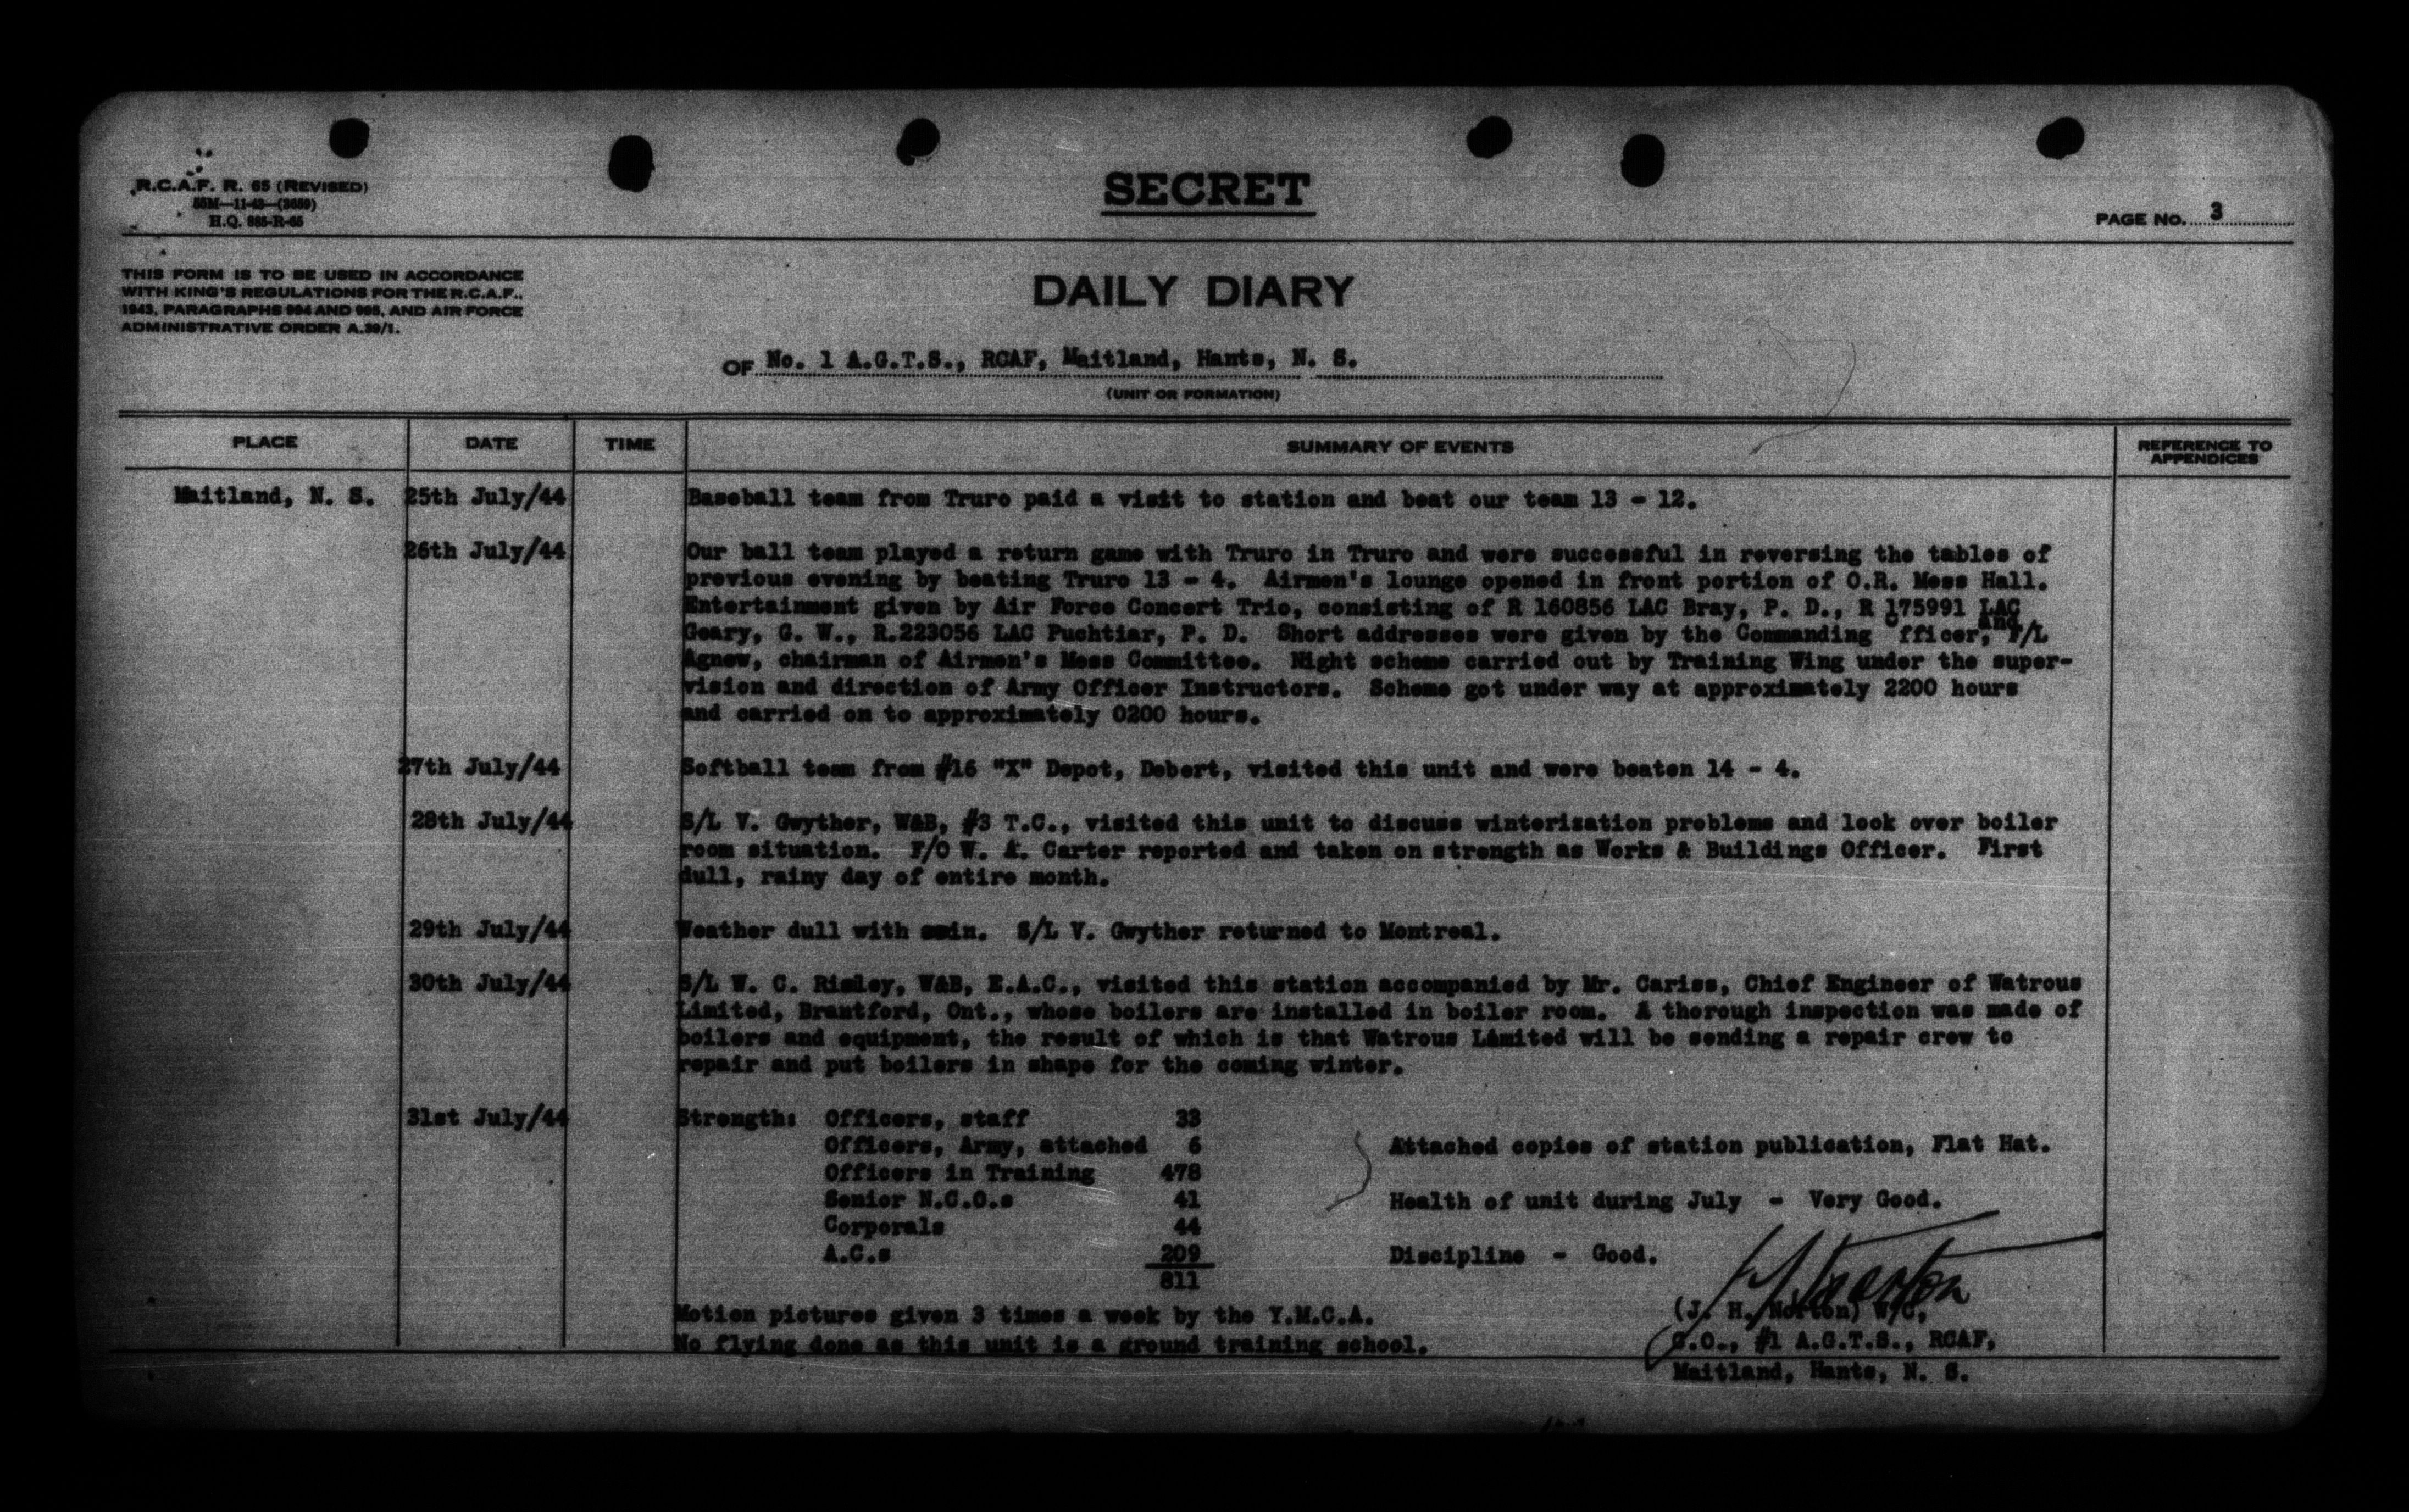 R.C.A.F. R. 65 (REVISED)
55M—11-43—(3659)
H.Q. 885-R-65
SECRET
PAGE NO. 3
THIS FORM IS TO BE USED IN ACCORDANCE
WITH KING'S REGULATIONS FOR THE R.C.A.F.,
1943, PARAGRAPHS 994 AND 995, AND AIR FORCE
ADMINISTRATIVE ORDER A.39/1.
DAILY DIARY
OF No. 1 A.G.T.S., RCAF, Maitland, Hants, N. S.
(UNIT OR FORMATION)
PLACE DATE TIME SUMMARY OF EVENTS REFERENCE TO APPENDICES
Maitland, N. S. 25th July/44 Baseball team from Truro paid a visit to station and beat our team 13 - 12.
26th July/44 Our ball team played a return game with Truro in Truro and were successful in reversing the tables of
previous evening by beating Truro 13 - 4. Airmen's lounge opened in front portion of O.R. Mess Hall.
Entertainment given by Air Force Concert Trio, consisting of R 160856 LAC Bray, P. D., R 175991 LAC
Geary, G. W., R.223056 LAC Puchtiar, P. D. Short addresses were given by the Commanding Officer, and F/L
Agnew, chairman of Airmen's Mess Committee. Night scheme carried out by Training Wing under the super-
vision and direction of Army Officer Instructors. Scheme got under way at approximately 2200 hours
and carried on to approximately 0200 hours.
27th July/44 Softball team from #16 "X" Depot, Debert, visited this unit and were beaten 14 - 4.
28th July/44 S/L V. Gwyther, W&B, #3 T.C., visited this unit to discuss winterization problems and look over boiler
room situation. F/O W. A. Carter reported and taken on strength as Works & Buildings Officer. First
dull, rainy day of entire month.
29th July/44 Weather dull with rain. S/L V. Gwyther returned to Montreal.
30th July/44 S/L W. C. Rimley, W&B, E.A.C., visited this station accompanied by Mr. Cariss, Chief Engineer of Watrous
Limited, Brantford, Ont., whose boilers are installed in boiler room. A thorough inspection was made of
boilers and equipment, the result of which is that Watrous Limited will be sending a repair crew to
repair and put boilers in shape for the coming winter.
31st July/44 Strength: Officers, staff 33
Officers, Army, attached 6 Attached copies of station publication, Flat Hat.
Officers in Training 478
Senior N.C.O.s 41 Health of unit during July - Very Good.
Corporals 44
A.C.s 209 Discipline - Good.
811
Motion pictures given 3 times a week by the Y.M.C.A. (J. H. Norton) W/C,
No flying done as this unit is a ground training school. C.O., #1 A.G.T.S., RCAF,
Maitland, Hants, N. S.